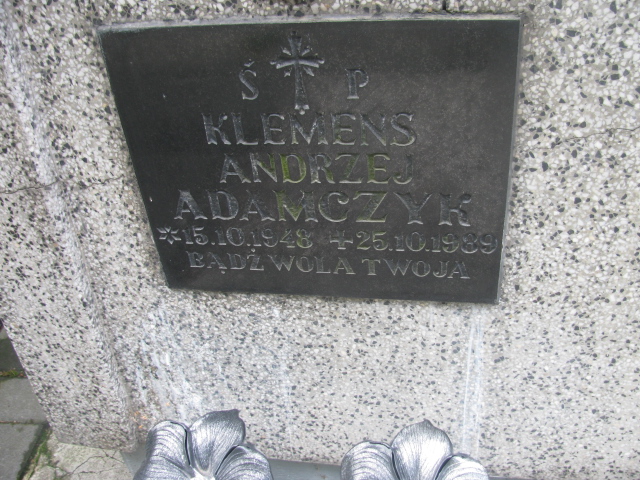 Ś P
KLEMENS
ANDRZEJ
ADAMCZYK
*15.10.1948 +25.10.1989
BĄDŹ WOLA TWOJA